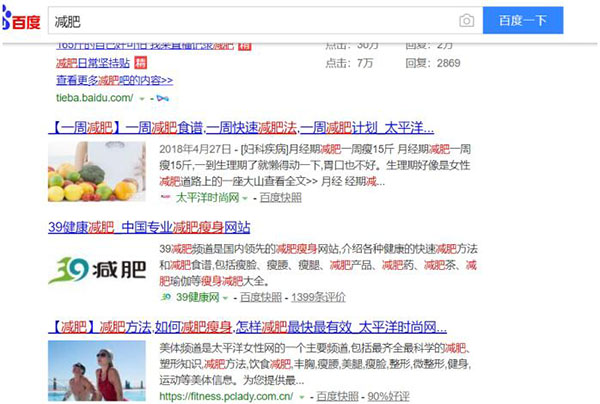 百度
减肥
百度一下
165斤的自己好可怕 我来直播记录减肥 精
点击：30万 回复：2万
减肥日常坚持贴 精
点击：7万 回复：2869
查看更多减肥吧的内容>>
tieba.baidu.com/
【一周减肥】一周减肥食谱,一周快速减肥法,一周减肥计划_太平洋...
2018年4月27日 - [妇科疾病]月经期减肥一周瘦15斤 月经期减肥一周
瘦15斤,一到生理期了就懒得动一下,胃口也不好。生理期好像是女性
减肥道路上的一座大山查看全文>> 月经 经期减...
太平洋时尚网 - 百度快照
39健康减肥_中国专业减肥瘦身网站
39减肥
39减肥频道是国内领先的减肥瘦身网站,介绍各种健康的快速减肥方法
和减肥食谱,包括瘦脸、瘦腰、瘦腿、减肥产品、减肥药、减肥茶、减
肥瑜伽等瘦身减肥大全。
39健康网 - 百度快照 - 1399条评价
【减肥】减肥方法,如何减肥瘦身,怎样减肥最快最有效_太平洋时尚网...
美体频道是太平洋女性网的一个主要频道,包括最齐全最科学的减肥、
塑形知识,减肥方法,饮食减肥,丰胸,瘦腰,美腿,瘦脸,整形,微整形,健身,
运动等美体信息。为您提供最...
https://fitness.pclady.com.cn/ - 百度快照 - 90%好评